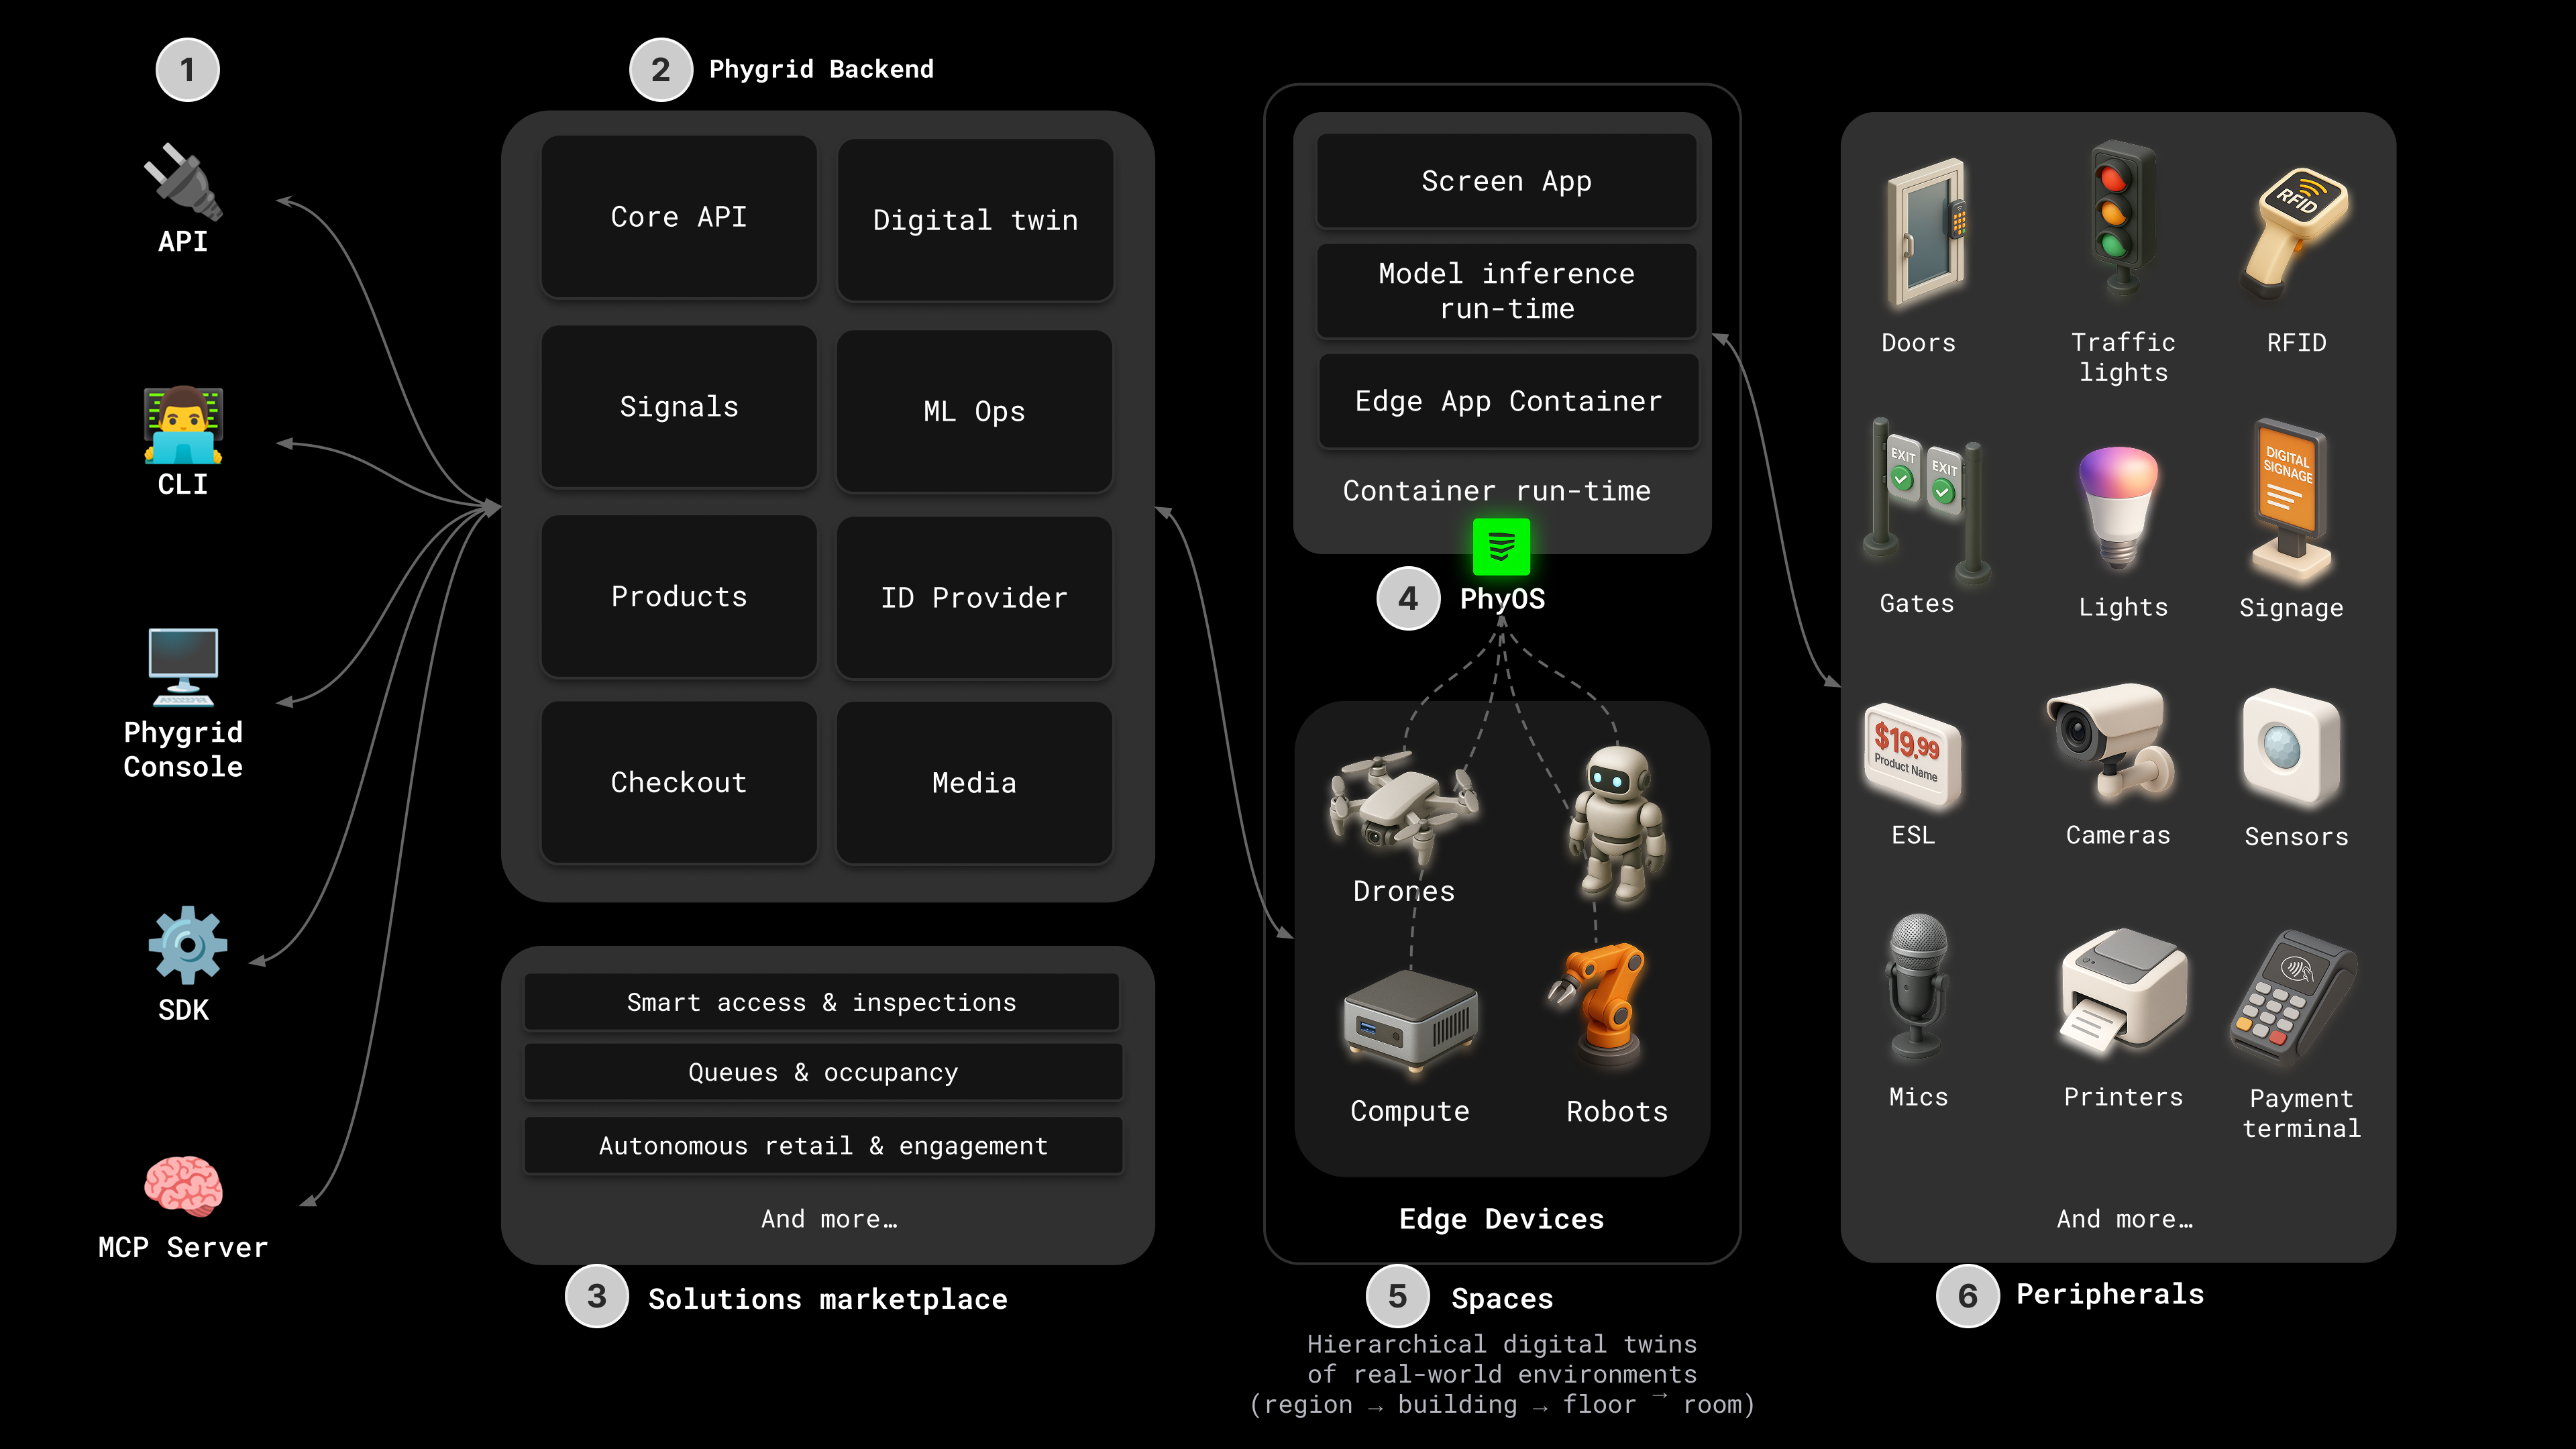 1
API
CLI
Phygrid
Console
SDK
MCP Server
2
Phygrid Backend
Core API
Digital twin
Signals
ML Ops
Products
ID Provider
Checkout
Media
Smart access & inspections
Queues & occupancy
Autonomous retail & engagement
And more…
3
Solutions marketplace
Screen App
Model inference
run-time
Edge App Container
Container run-time
4
PhyOS
Drones
Compute
Robots
Edge Devices
5
Spaces
Hierarchical digital twins
of real-world environments
(region → building → floor → room)
Doors
Traffic
lights
RFID
RFID
EXIT
EXIT
Gates
Lights
DIGITAL
SIGNAGE
Signage
$19.99
Product Name
ESL
Cameras
Sensors
Mics
Printers
Payment
terminal
And more…
6
Peripherals